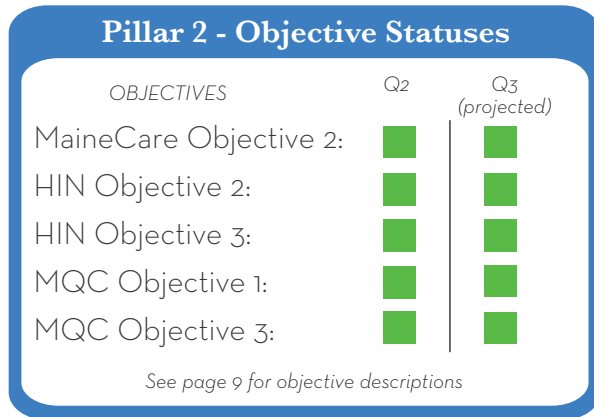 Pillar 2 - Objective Statuses
OBJECTIVES Q2 Q3
(projected)
MaineCare Objective 2:
HIN Objective 2:
HIN Objective 3:
MQC Objective 1:
MQC Objective 3:
See page 9 for objective descriptions